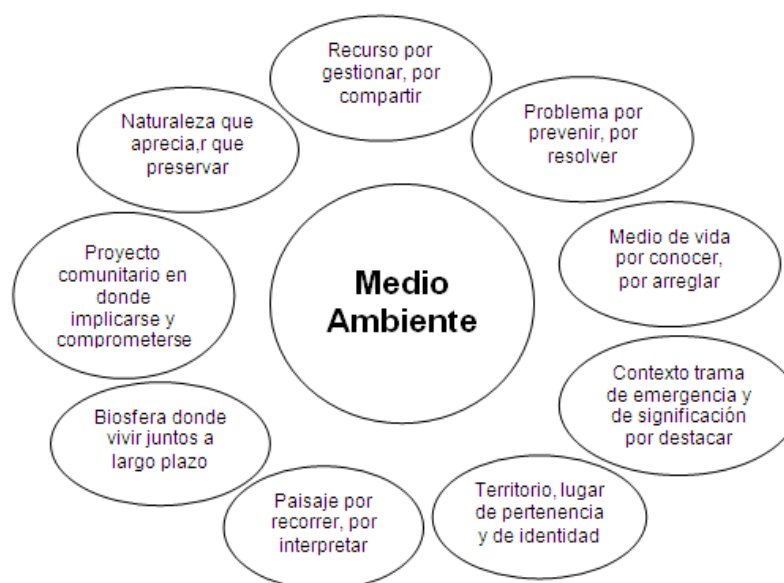 Recurso por
gestionar, por
compartir
Problema por
prevenir, por
resolver
Medio de vida
por conocer,
por arreglar
Contexto trama
de emergencia y
de significación
por destacar
Territorio, lugar
de pertenencia
y de identidad
Paisaje por
recorrer, por
interpretar
Biosfera donde
vivir juntos a
largo plazo
Proyecto
comunitario en
donde
implicarse y
comprometerse
Naturaleza que
aprecia,r que
preservar
Medio
Ambiente